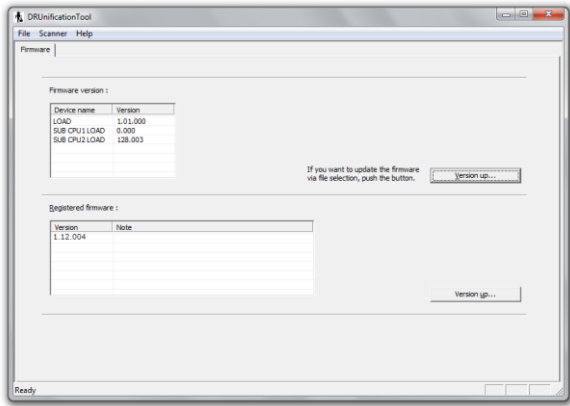 DRUnificationTool
File Scanner Help
Firmware
Firmware version :
Device name Version
LOAD 1.01.000
SUB CPU1 LOAD 0.000
SUB CPU2 LOAD 128.003
If you want to update the firmware
via file selection, push the button.
Version up...
Registered firmware :
Version Note
1.12.004
Version up...
Ready